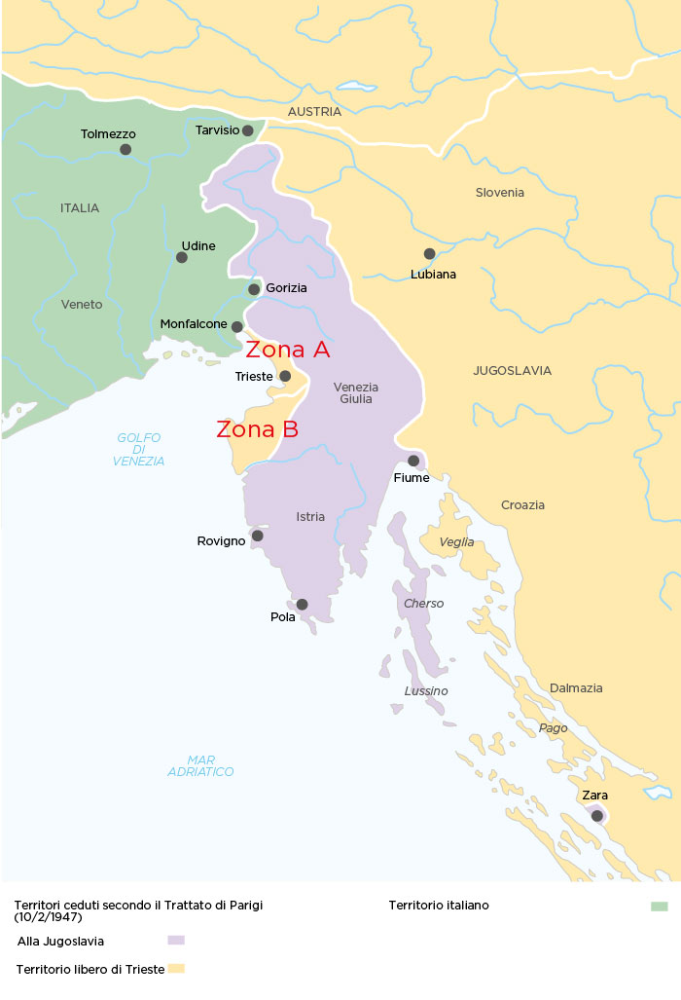 AUSTRIA
Tarvisio
Tolmezzo
Slovenia
ITALIA
Udine
Lubiana
Gorizia
Veneto
Monfalcone
Zona A
JUGOSLAVIA
Trieste
Venezia
Giulia
Zona B
GOLFO
DI
VENEZIA
Fiume
Croazia
Istria
Rovigno
Veglia
Cherso
Pola
Lussino
Dalmazia
Pago
MAR
ADRIATICO
Zara
Territori ceduti secondo il Trattato di Parigi
(10/2/1947)
Territorio italiano
Alla Jugoslavia
Territorio libero di Trieste